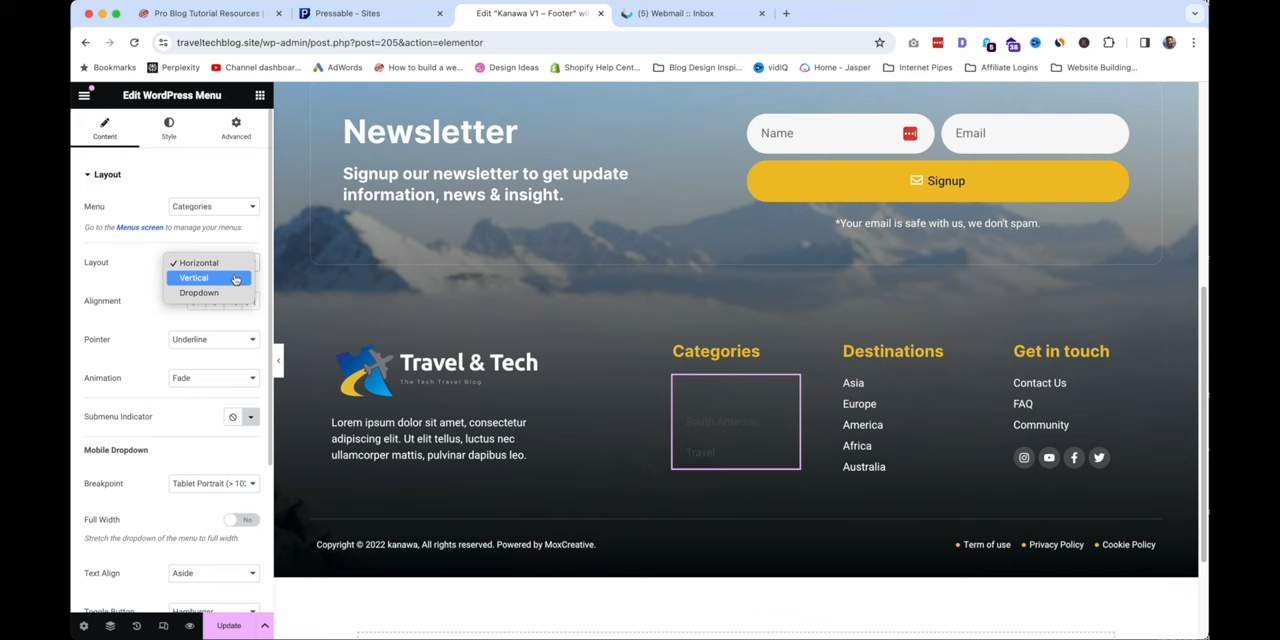 Pro Blog Tutorial Resources |
Pressable - Sites
Edit "Kanawa V1 – Footer" wi
(5) Webmail :: Inbox
traveltechblog.site/wp-admin/post.php?post=205&action=elementor
5
38
Bookmarks
Perplexity
Channel dashboar...
AdWords
How to build a we...
Design Ideas
Shopify Help Cent...
Blog Design Inspi...
vidIQ
Home - Jasper
Internet Pipes
Affiliate Logins
Website Building...
Edit WordPress Menu
Content
Style
Advanced
Layout
Menu
Categories
Go to the Menus screen to manage your menus.
Layout
✓ Horizontal
Vertical
Dropdown
Alignment
Pointer
Underline
Animation
Fade
Submenu Indicator
Mobile Dropdown
Breakpoint
Tablet Portrait (> 102
Full Width
No
Stretch the dropdown of the menu to full width.
Text Align
Aside
Toggle Button
Hamburger
Update
Newsletter
Signup our newsletter to get update
information, news & insight.
Name
Email
Signup
*Your email is safe with us, we don't spam.
Travel & Tech
The Tech Travel Blog
Lorem ipsum dolor sit amet, consectetur
adipiscing elit. Ut elit tellus, luctus nec
ullamcorper mattis, pulvinar dapibus leo.
Categories
South America
Travel
Destinations
Asia
Europe
America
Africa
Australia
Get in touch
Contact Us
FAQ
Community
Copyright © 2022 kanawa, All rights reserved. Powered by MoxCreative.
Term of use
Privacy Policy
Cookie Policy